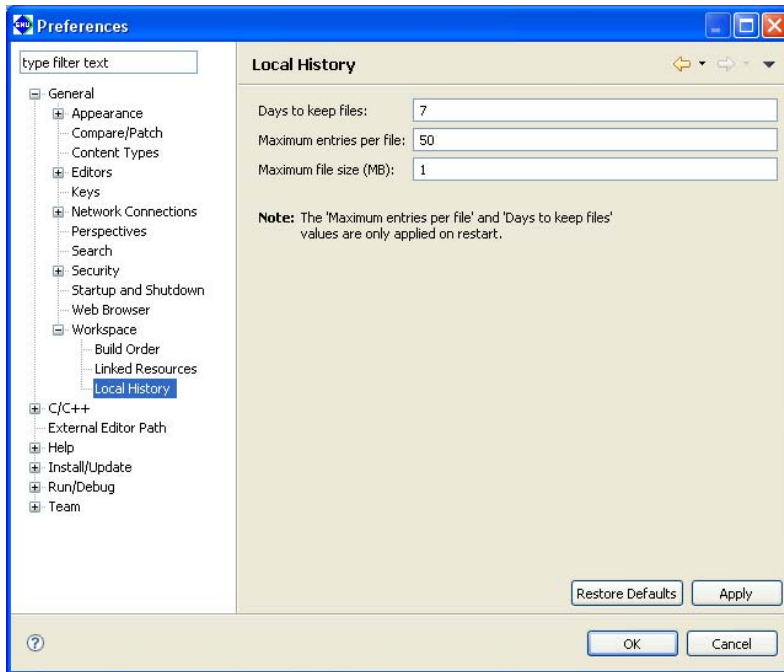 EMU Preferences
type filter text
General
Appearance
Compare/Patch
Content Types
Editors
Keys
Network Connections
Perspectives
Search
Security
Startup and Shutdown
Web Browser
Workspace
Build Order
Linked Resources
Local History
C/C++
External Editor Path
Help
Install/Update
Run/Debug
Team
Local History
Days to keep files: 7
Maximum entries per file: 50
Maximum file size (MB): 1
Note: The 'Maximum entries per file' and 'Days to keep files'
values are only applied on restart.
Restore Defaults Apply
? OK Cancel